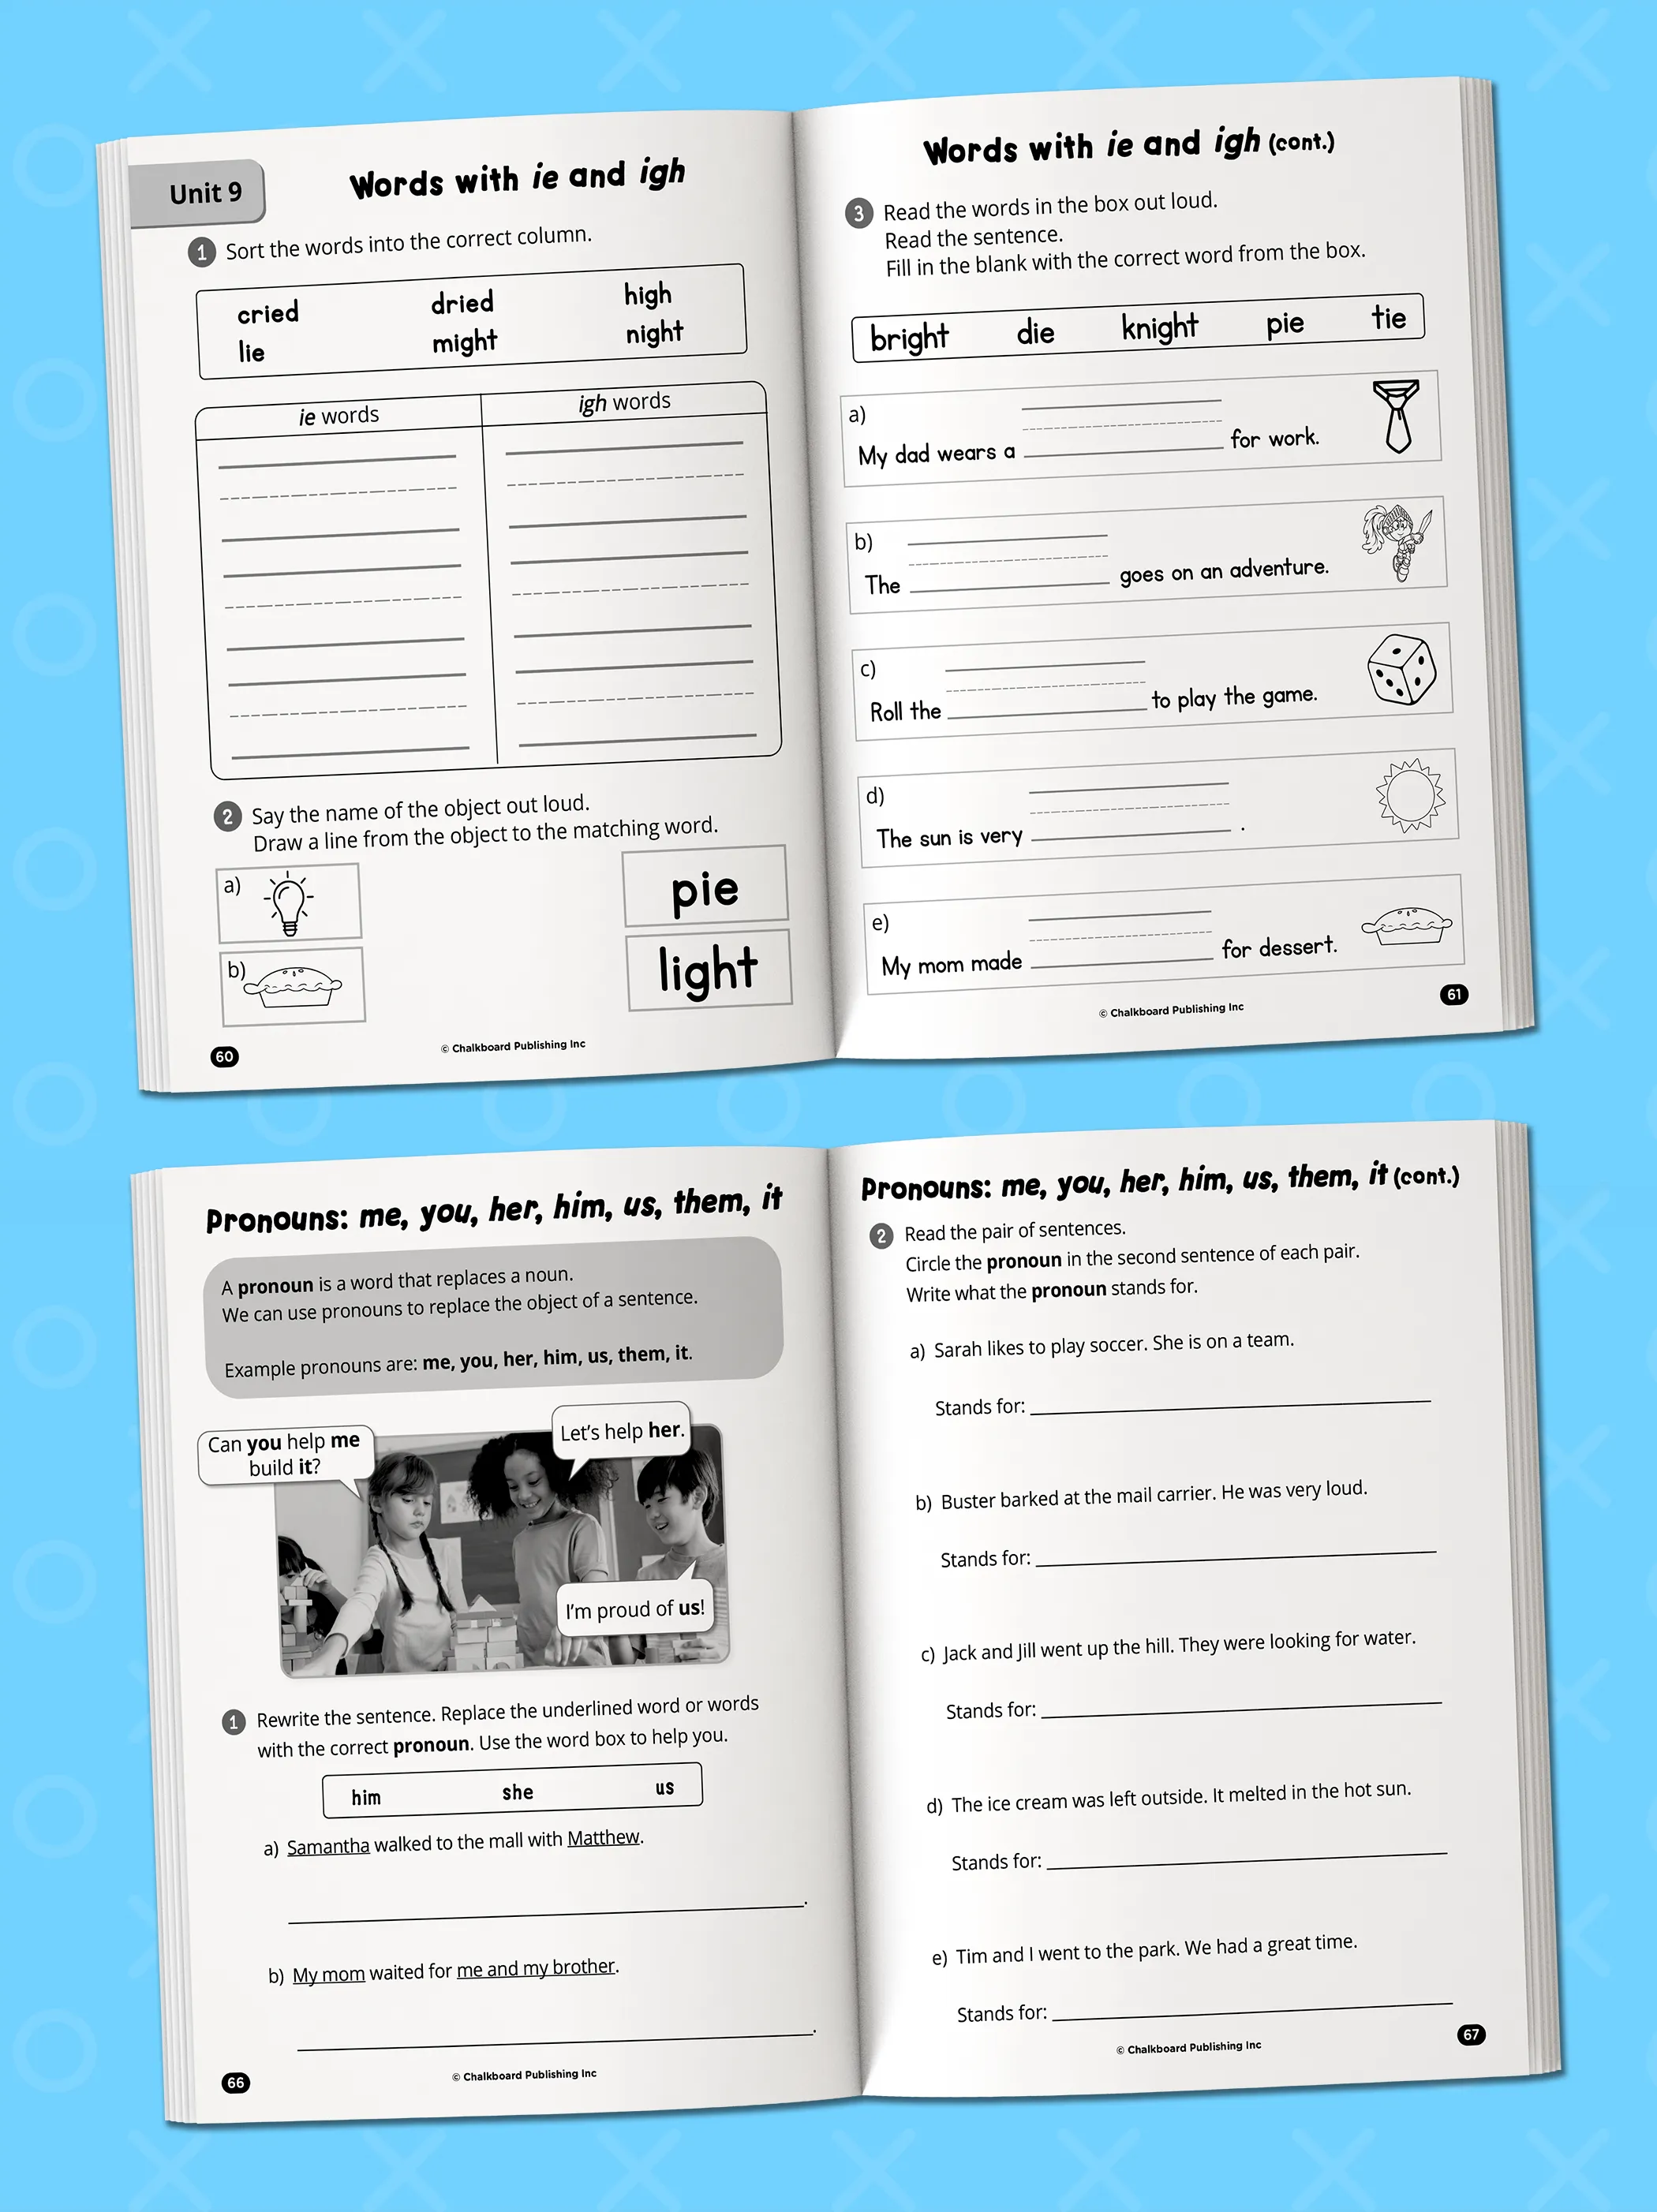 Unit 9
Words with ie and igh
1 Sort the words into the correct column.
cried dried high
lie might night
ie words igh words
2 Say the name of the object out loud.
Draw a line from the object to the matching word.
a)
pie
b)
light
60
© Chalkboard Publishing Inc
Words with ie and igh (cont.)
3 Read the words in the box out loud.
Read the sentence.
Fill in the blank with the correct word from the box.
bright die knight pie tie
a)
My dad wears a ____ for work.
b)
The ____ goes on an adventure.
c)
Roll the ____ to play the game.
d)
The sun is very ____ .
e)
My mom made ____ for dessert.
© Chalkboard Publishing Inc
61
Pronouns: me, you, her, him, us, them, it
A pronoun is a word that replaces a noun.
We can use pronouns to replace the object of a sentence.
Example pronouns are: me, you, her, him, us, them, it.
Can you help me
build it?
Let's help her.
I'm proud of us!
1 Rewrite the sentence. Replace the underlined word or words
with the correct pronoun. Use the word box to help you.
him she us
a) Samantha walked to the mall with Matthew.
____.
b) My mom waited for me and my brother.
____.
66
© Chalkboard Publishing Inc
Pronouns: me, you, her, him, us, them, it (cont.)
2 Read the pair of sentences.
Circle the pronoun in the second sentence of each pair.
Write what the pronoun stands for.
a) Sarah likes to play soccer. She is on a team.
Stands for: ____
b) Buster barked at the mail carrier. He was very loud.
Stands for: ____
c) Jack and Jill went up the hill. They were looking for water.
Stands for: ____
d) The ice cream was left outside. It melted in the hot sun.
Stands for: ____
e) Tim and I went to the park. We had a great time.
Stands for: ____
© Chalkboard Publishing Inc
67